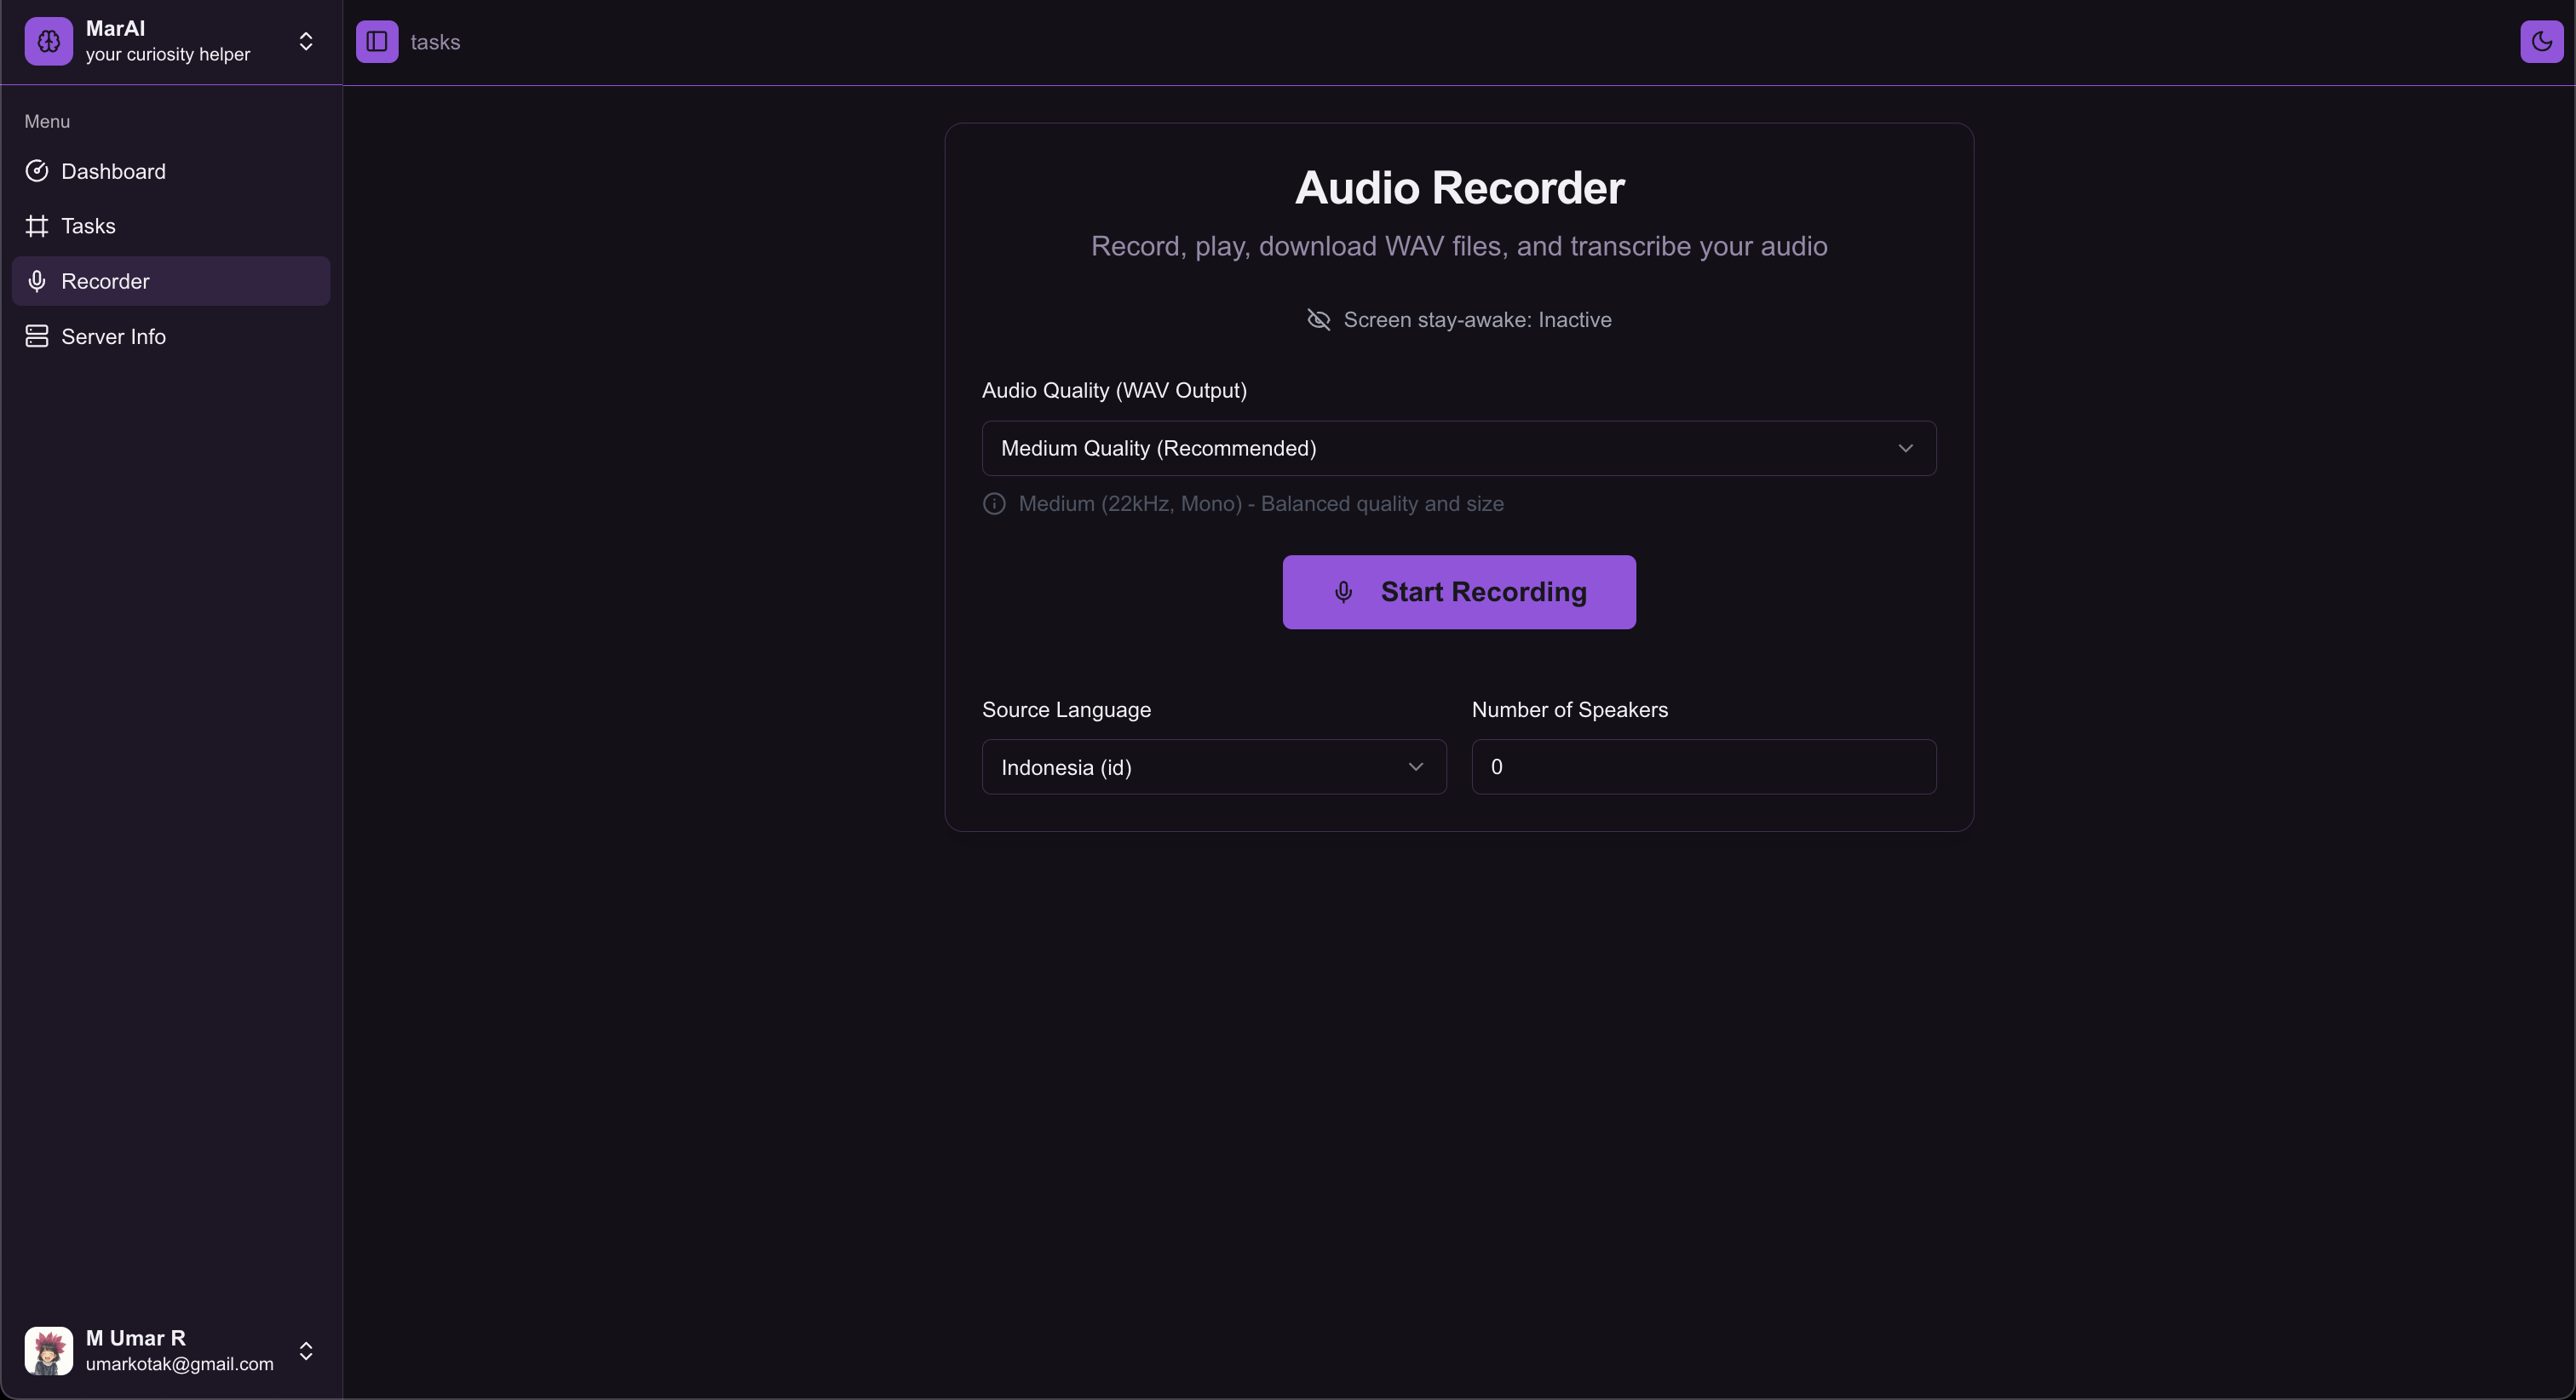 MarAI
your curiosity helper
tasks
Menu
Dashboard
Tasks
Recorder
Server Info
Audio Recorder
Record, play, download WAV files, and transcribe your audio
Screen stay-awake: Inactive
Audio Quality (WAV Output)
Medium Quality (Recommended)
Medium (22kHz, Mono) - Balanced quality and size
Start Recording
Source Language
Number of Speakers
Indonesia (id)
0
M Umar R
umarkotak@gmail.com